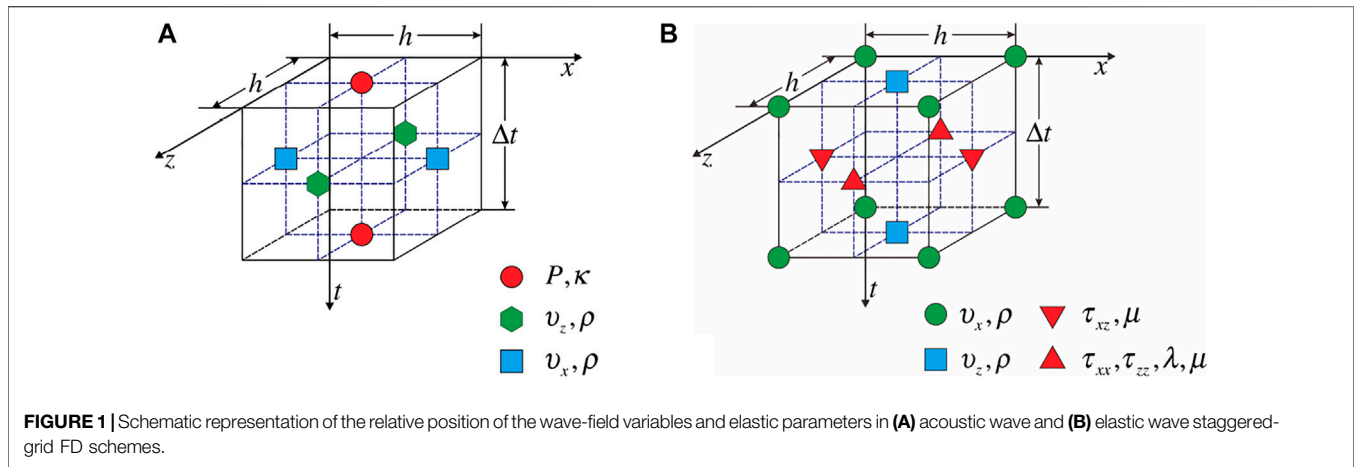 A
h
h
x
z
Δt
t
P, κ
υz, ρ
υx, ρ
B
h
h
x
z
Δt
t
υx, ρ
τxz, μ
υz, ρ
τxx, τzz, λ, μ
FIGURE 1 | Schematic representation of the relative position of the wave-field variables and elastic parameters in (A) acoustic wave and (B) elastic wave staggered-
grid FD schemes.